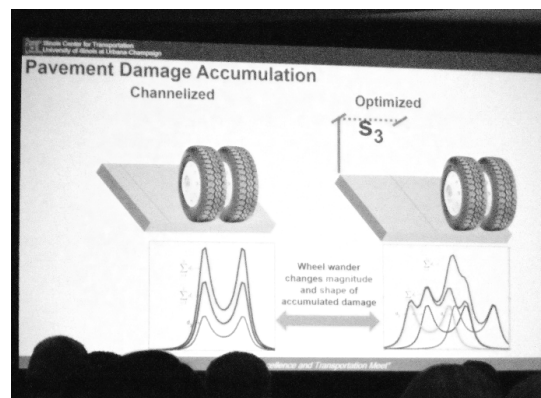 Illinois Center for Transportation
University of Illinois at Urbana-Champaign
Pavement Damage Accumulation
Channelized
Optimized
S3
Wheel wander
changes magnitude
and shape of
accumulated damage
and Transportation Meet"